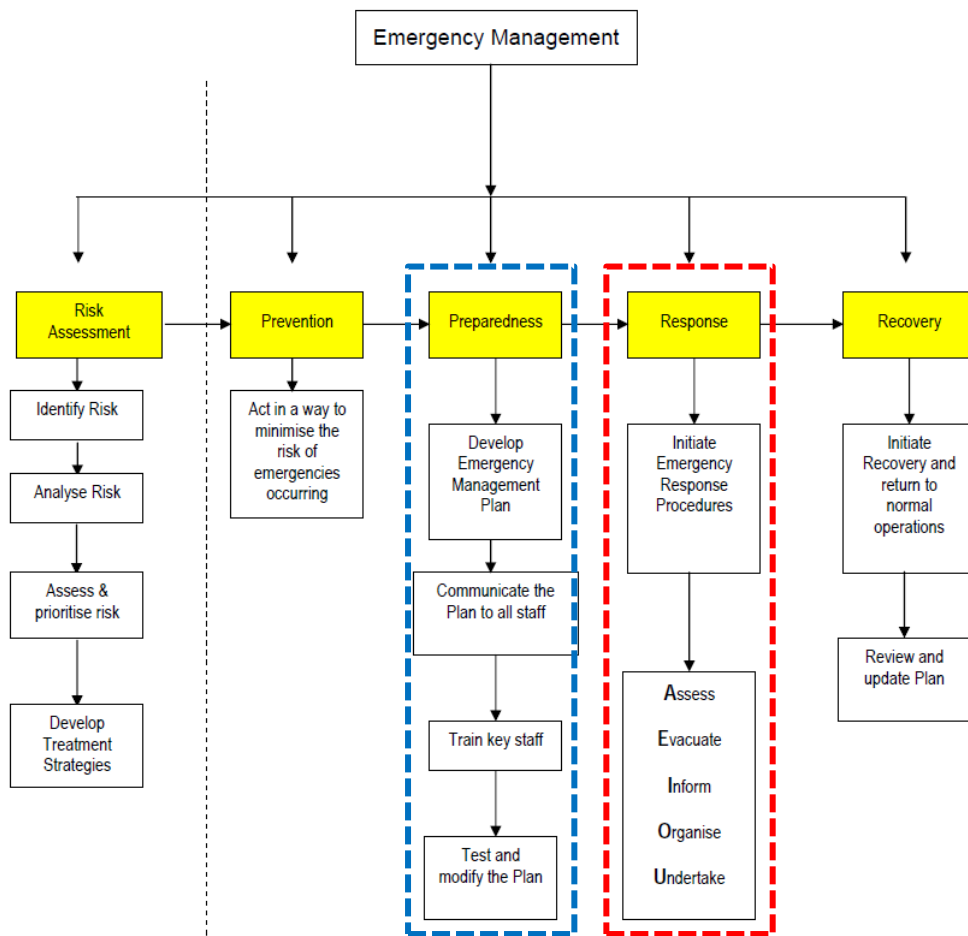 Emergency Management
Risk
Assessment
Prevention
Preparedness
Response
Recovery
Identify Risk
Analyse Risk
Assess &
prioritise risk
Develop
Treatment
Strategies
Act in a way to
minimise the
risk of
emergencies
occurring
Develop
Emergency
Management
Plan
Communicate the
Plan to all staff
Train key staff
Test and
modify the Plan
Initiate
Emergency
Response
Procedures
Assess
Evacuate
Inform
Organise
Undertake
Initiate
Recovery and
return to
normal
operations
Review and
update Plan